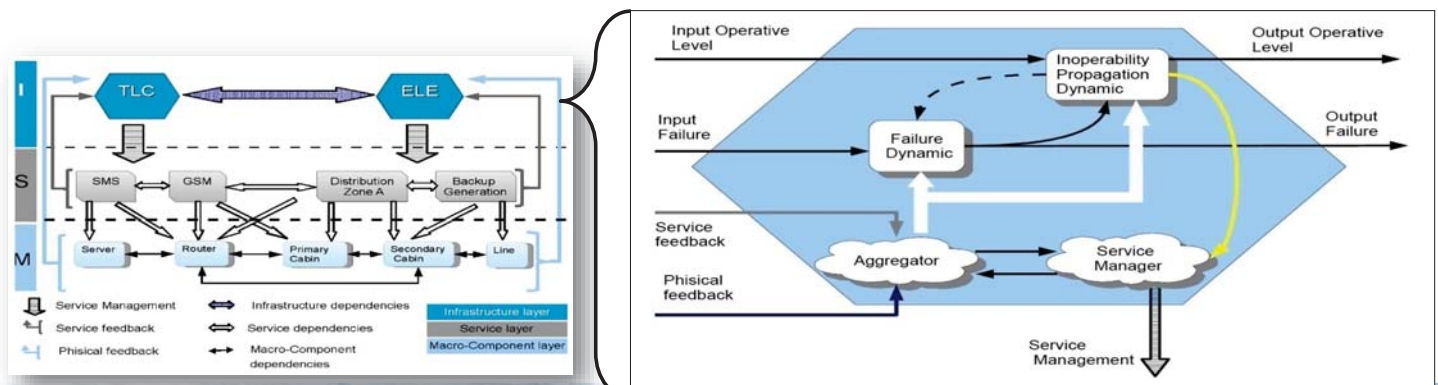 I
TLC
ELE
S
SMS
GSM
Distribution
Zone A
Backup
Generation
M
Server
Router
Primary
Cabin
Secondary
Cabin
Line
Service Management
Service feedback
Phisical feedback
Infrastructure dependencies
Service dependencies
Macro-Component
dependencies
Infrastructure layer
Service layer
Macro-Component layer
Input Operative
Level
Output Operative
Level
Inoperability
Propagation
Dynamic
Input
Failure
Failure
Dynamic
Output
Failure
Service
feedback
Aggregator
Service
Manager
Phisical
feedback
Service
Management